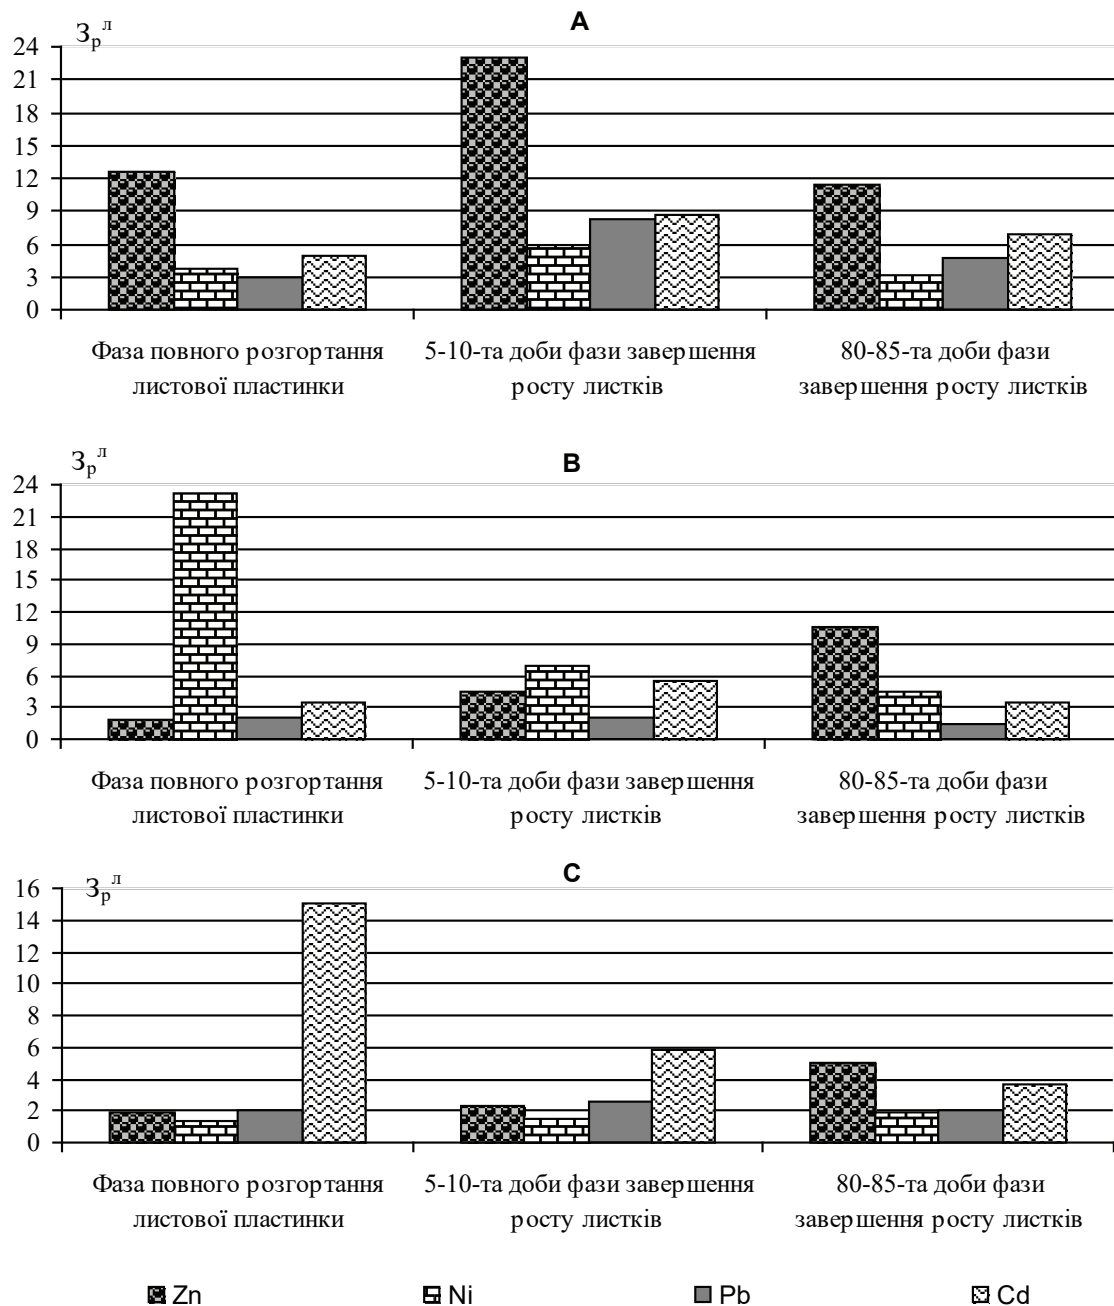 A
З_р^л
24
21
18
15
12
9
6
3
0
Фаза повного розгортання
листової пластинки
5-10-та доби фази завершення
росту листків
80-85-та доби фази
завершення росту листків
B
З_р^л
24
21
18
15
12
9
6
3
0
Фаза повного розгортання
листової пластинки
5-10-та доби фази завершення
росту листків
80-85-та доби фази
завершення росту листків
C
З_р^л
16
14
12
10
8
6
4
2
0
Фаза повного розгортання
листової пластинки
5-10-та доби фази завершення
росту листків
80-85-та доби фази
завершення росту листків
Zn Ni Pb Cd